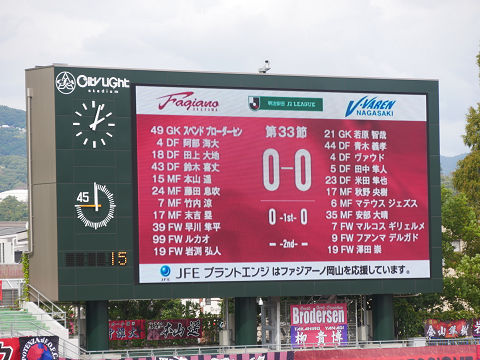 City Light
stadium
Fagiano
OKAYAMA
明治安田 J2 LEAGUE
V·VAREN
NAGASAKI
第33節
0-0
0 -1st- 0
-2nd-
49 GK スベンド ブローダーセン
4 DF 阿部 海大
18 DF 田上 大地
43 DF 鈴木 喜丈
15 MF 本山 遥
24 MF 藤田 息吹
7 MF 竹内 涼
17 MF 末吉 塁
39 FW 早川 隼平
99 FW ルカオ
19 FW 岩渕 弘人
21 GK 若原 智哉
44 DF 青木 義孝
4 DF ヴァウド
5 DF 田中 隼人
23 DF 米田 隼也
17 MF 秋野 央樹
6 MF マテウス ジェズス
35 MF 安部 大晴
7 FW マルコス ギリェルメ
9 FW フアンマ デルガド
19 FW 澤田 崇
JFE プラントエンジ はファジアーノ岡山を応援しています。
45
15
Brodersen
柳貴博
TAKAHIRO YANAGI